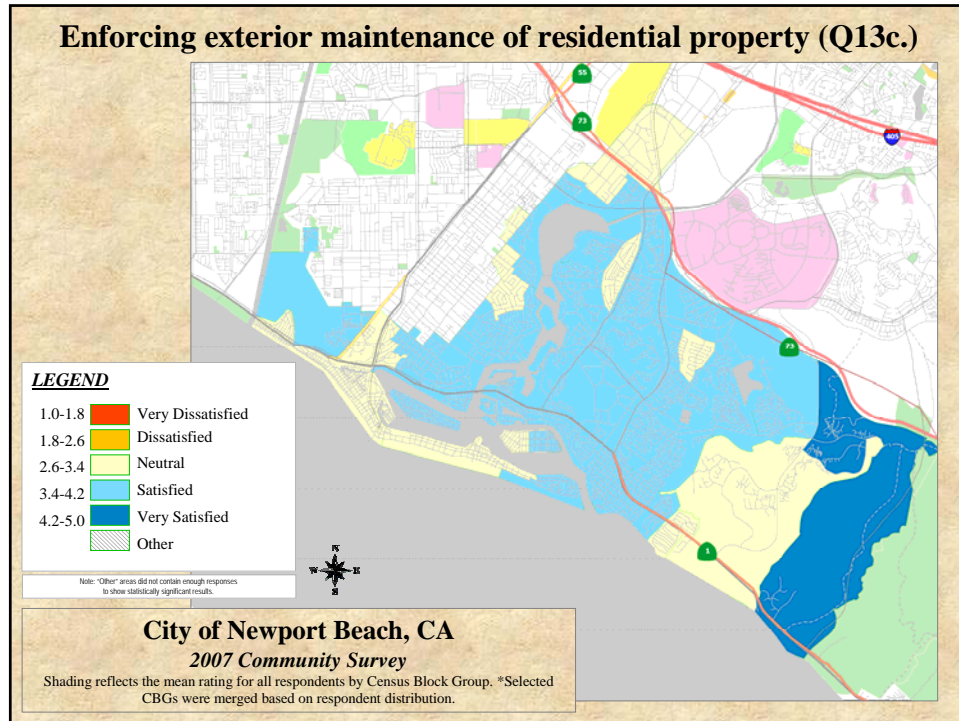 Enforcing exterior maintenance of residential property (Q13c.)
55
73
405
73
1
LEGEND
1.0-1.8 Very Dissatisfied
1.8-2.6 Dissatisfied
2.6-3.4 Neutral
3.4-4.2 Satisfied
4.2-5.0 Very Satisfied
Other
Note: "Other" areas did not contain enough responses
to show statistically significant results.
N
W E
S
City of Newport Beach, CA
2007 Community Survey
Shading reflects the mean rating for all respondents by Census Block Group. *Selected
CBGs were merged based on respondent distribution.